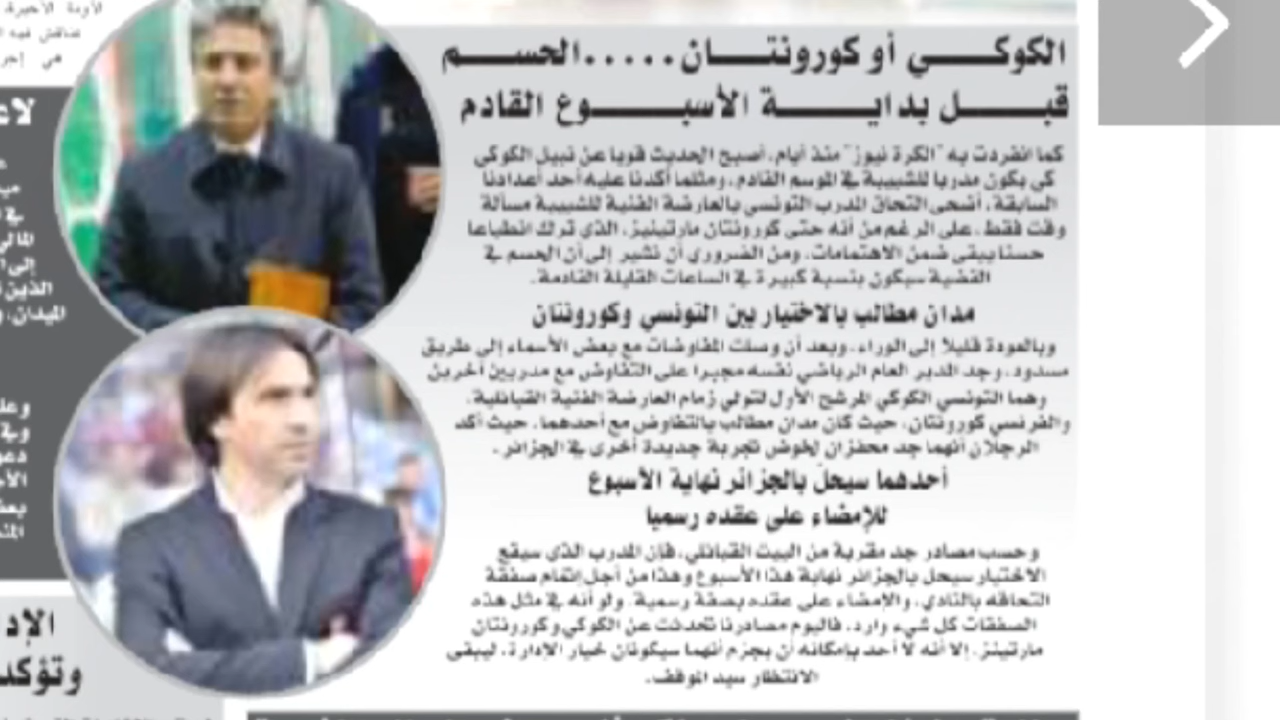 الكوكي أو كورونتان.....الحسم
قبل بداية الأسبوع القادم
كما انفردت به "الكرة نيوز" منذ أيام، أصبح الحديث قويا عن نبيل الكوكي
كي يكون مدربا للشبيبة في الموسم القادم، ومثلما أكدنا عليه أحد أعدادنا
السابقة، أضحى التحاق المدرب التونسي بالعارضة الفنية للشبيبة مسألة
وقت فقط، على الرغم من أنه حتى كورونتان مارتينيز، الذي ترك انطباعا
حسنا يبقى ضمن الاهتمامات، ومن الضروري أن نشير إلى أن الحسم في
القضية سيكون بنسبة كبيرة في الساعات القليلة القادمة.
مدان مطالب بالاختيار بين التونسي وكورونتان
وبالعودة قليلا إلى الوراء، وبعد أن وصلت المفاوضات مع بعض الأسماء إلى طريق
مسدود، وجد المدير العام الرياضي نفسه مجبرا على التفاوض مع مدربين آخرين
وهما التونسي الكوكي المرشح الأول لتولي زمام العارضة الفنية القبائلية،
والفرنسي كورونتان، حيث كان مدان مطالب بالتفاوض مع أحدهما، حيث أكد
الرجلان أنهما جد محفزان لخوض تجربة جديدة أخرى في الجزائر.
أحدهما سيحلّ بالجزائر نهاية الأسبوع
للإمضاء على عقده رسميا
وحسب مصادر جد مقربة من البيت القبائلي، فإن المدرب الذي سيقع
الاختيار سيحل بالجزائر نهاية هذا الأسبوع وهذا من أجل إتمام صفقة
التحاقه بالنادي، والإمضاء على عقده بصفة رسمية، ولو أنه في مثل هذه
الصفقات كل شيء وارد، فاليوم مصادرنا تحدثت عن الكوكي وكورونتان
مارتينز، إلا أنه لا أحد بإمكانه أن يجزم أنهما سيكونان خيار الإدارة، ليبقى
الانتظار سيد الموقف.
الأخيرة
هي
في
الذين
الميدان، و